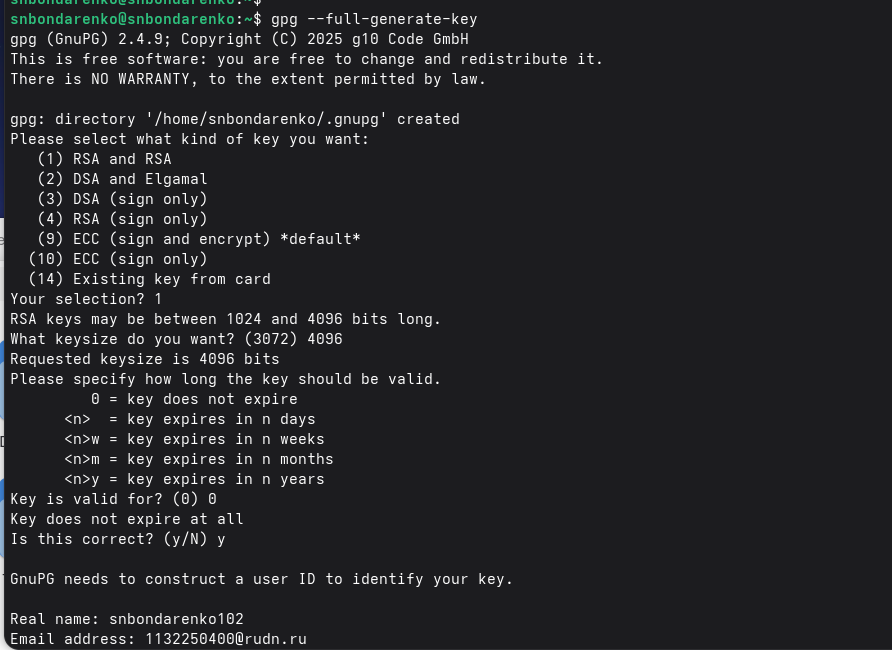 snbondarenko@snbondarenko:~$
snbondarenko@snbondarenko:~$ gpg --full-generate-key
gpg (GnuPG) 2.4.9; Copyright (C) 2025 g10 Code GmbH
This is free software: you are free to change and redistribute it.
There is NO WARRANTY, to the extent permitted by law.

gpg: directory '/home/snbondarenko/.gnupg' created
Please select what kind of key you want:
   (1) RSA and RSA
   (2) DSA and Elgamal
   (3) DSA (sign only)
   (4) RSA (sign only)
   (9) ECC (sign and encrypt) *default*
  (10) ECC (sign only)
  (14) Existing key from card
Your selection? 1
RSA keys may be between 1024 and 4096 bits long.
What keysize do you want? (3072) 4096
Requested keysize is 4096 bits
Please specify how long the key should be valid.
         0 = key does not expire
      <n>  = key expires in n days
      <n>w = key expires in n weeks
      <n>m = key expires in n months
      <n>y = key expires in n years
Key is valid for? (0) 0
Key does not expire at all
Is this correct? (y/N) y

GnuPG needs to construct a user ID to identify your key.

Real name: snbondarenko102
Email address: 1132250400@rudn.ru